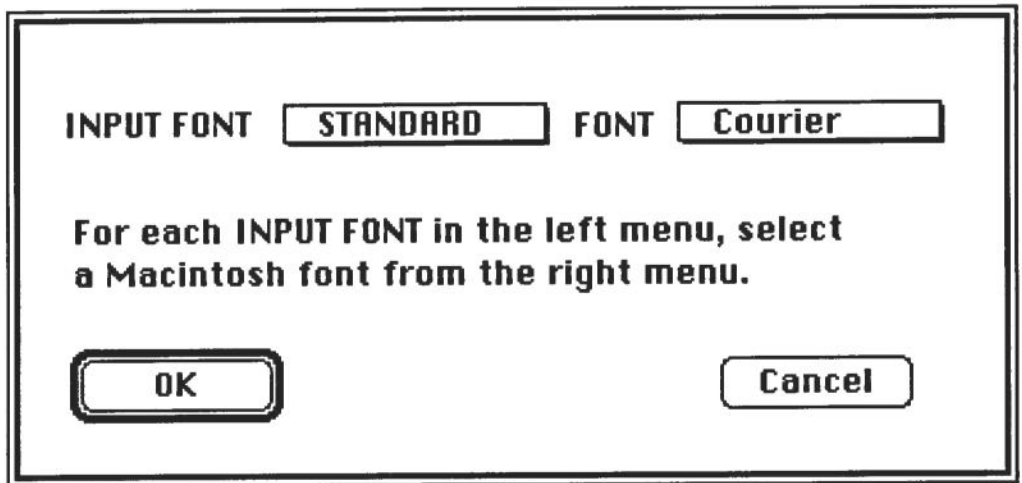 INPUT FONT STANDARD FONT Courier
For each INPUT FONT in the left menu, select
a Macintosh font from the right menu.
OK Cancel